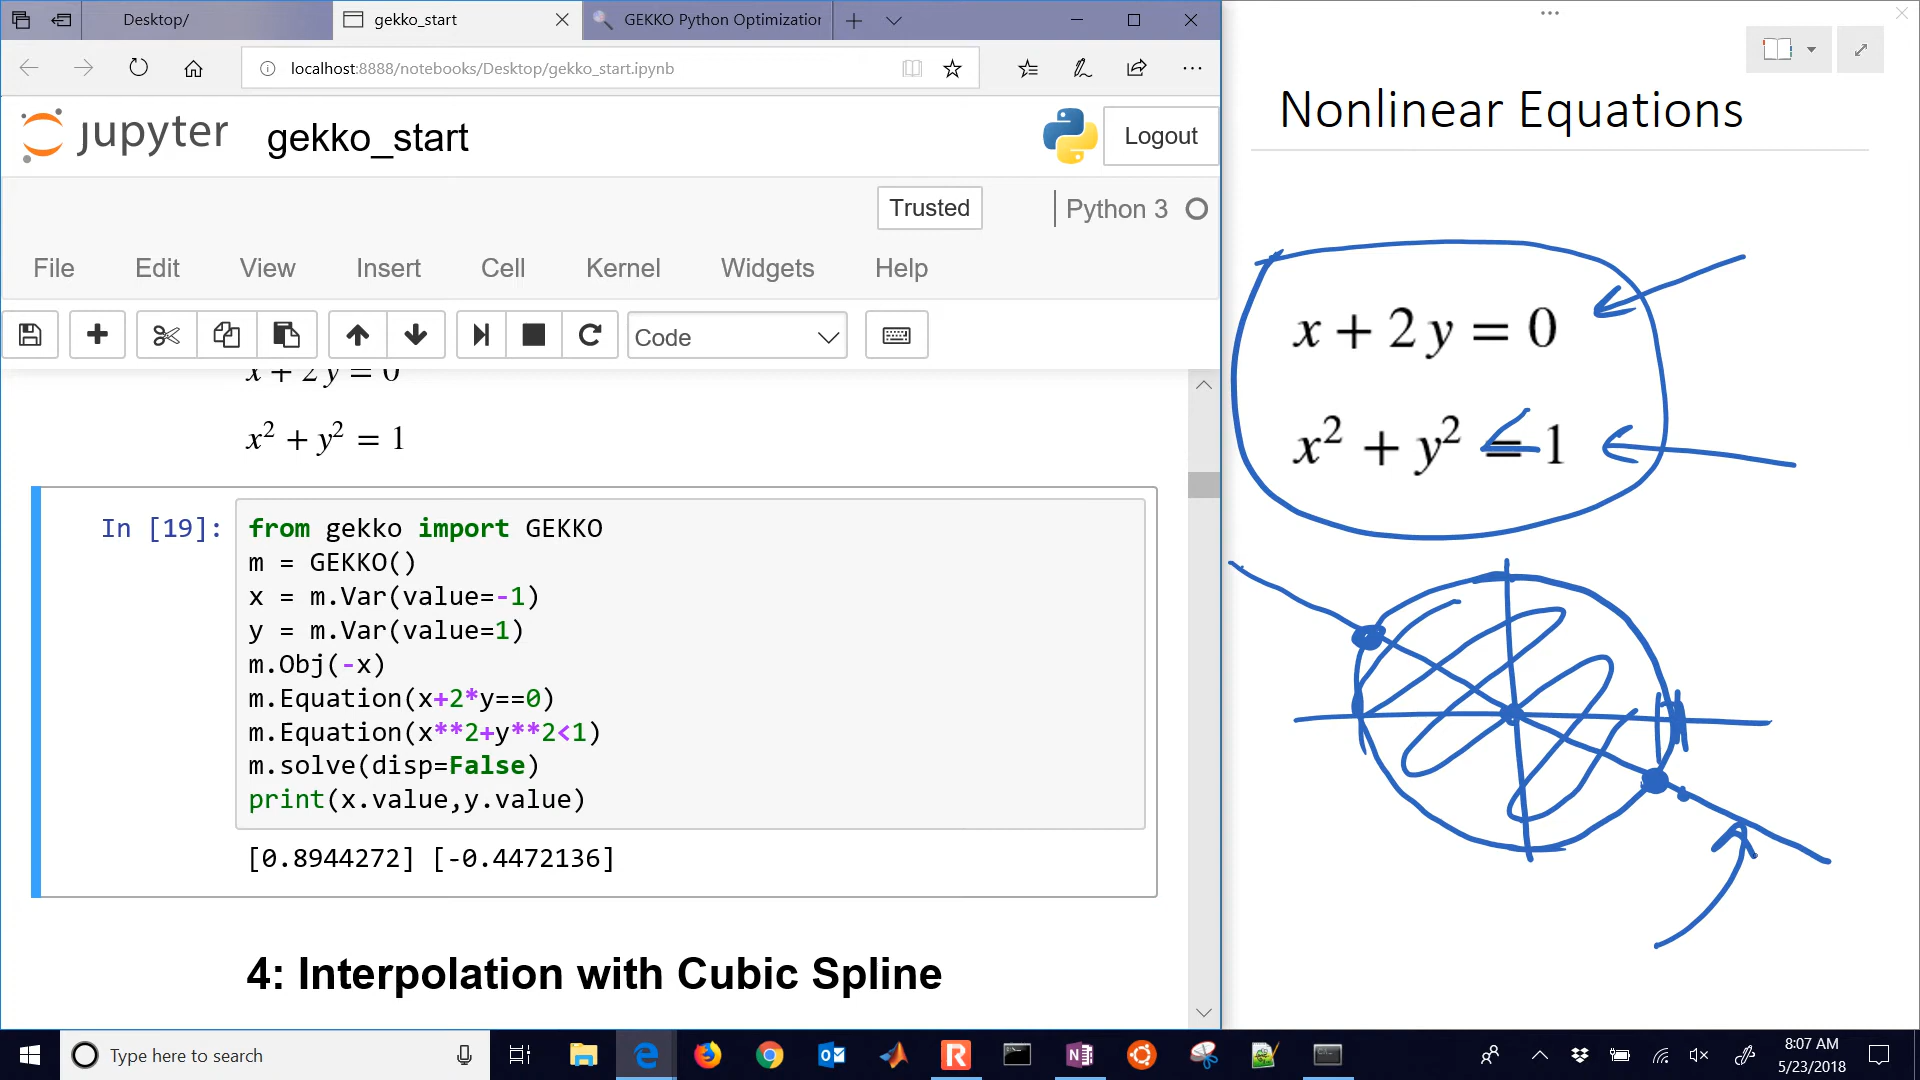 Desktop/
gekko_start
GEKKO Python Optimization
localhost:8888/notebooks/Desktop/gekko_start.ipynb
jupyter gekko_start
Logout
Trusted
Python 3
File Edit View Insert Cell Kernel Widgets Help
Code
x + 2 y = 0
x² + y² = 1
In [19]:
from gekko import GEKKO
m = GEKKO()
x = m.Var(value=-1)
y = m.Var(value=1)
m.Obj(-x)
m.Equation(x+2*y==0)
m.Equation(x**2+y**2<1)
m.solve(disp=False)
print(x.value,y.value)
[0.8944272] [-0.4472136]
4: Interpolation with Cubic Spline
Nonlinear Equations
x + 2 y = 0
x² + y² ≤ 1
Type here to search
8:07 AM
5/23/2018